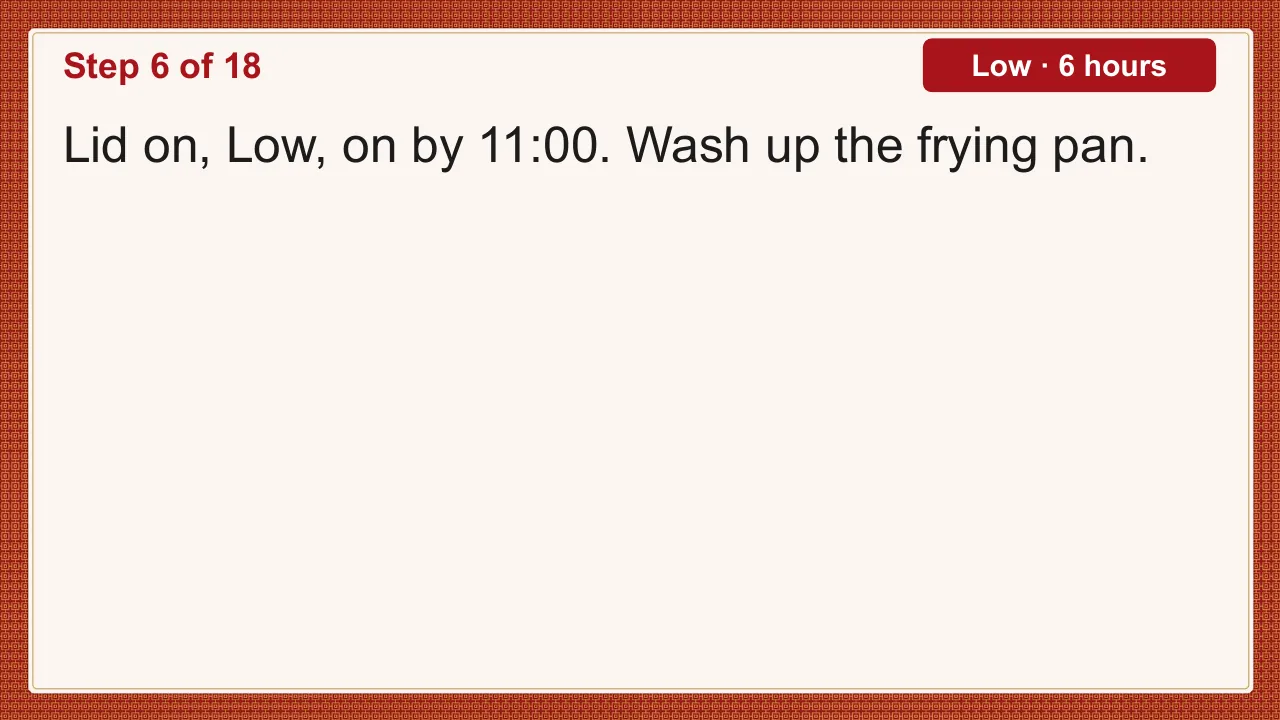 Step 6 of 18
Low · 6 hours
Lid on, Low, on by 11:00. Wash up the frying pan.